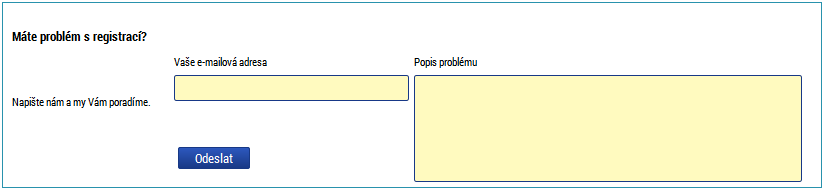 Máte problém s registrací?
Vaše e-mailová adresa
Popis problému
Napište nám a my Vám poradíme.
Odeslat